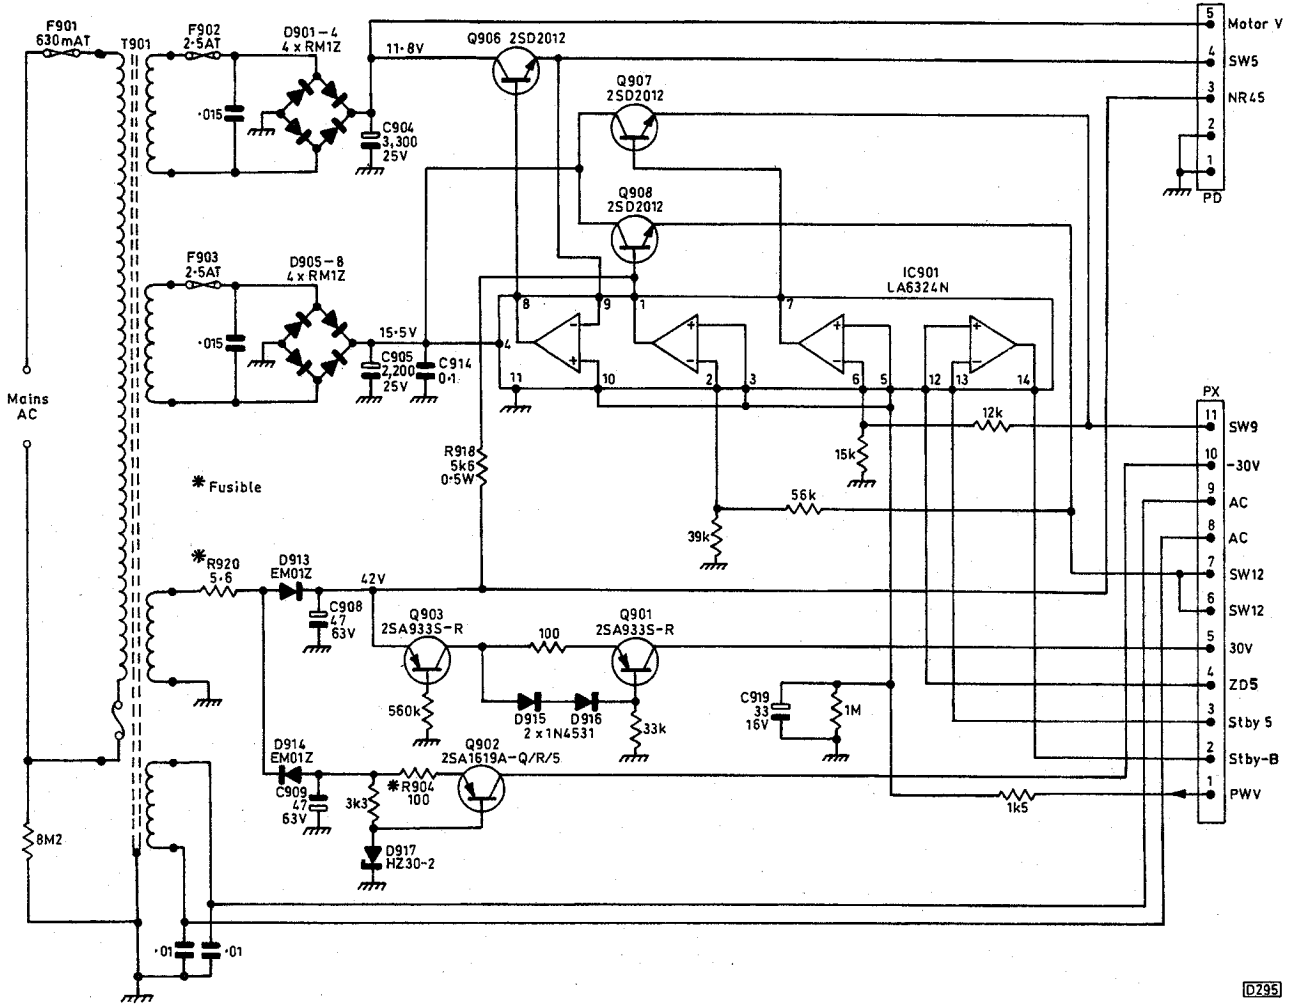 F901
630mAT
T901
F902
2·5AT
D901-4
4 x RM1Z
·015
11·8V
C904
3,300
25V
Q906 2SD2012
Q907
2SD2012
Q908
2SD2012
5
Motor V
4
SW5
3
NR45
2
1
PD
F903
2·5AT
D905-8
4 x RM1Z
·015
15·5V
C905
2,200
25V
C914
0·1
IC901
LA6324N
8
9
1
7
4
-
+
+
-
+
-
+
-
11
10
2
3
6
5
12
13
14
Mains
AC
* Fusible
R918
5k6
0·5W
12k
15k
56k
39k
PX
11
SW9
10
-30V
9
AC
8
AC
7
SW12
6
SW12
5
30V
4
ZD5
3
Stby 5
2
Stby-B
1
PWV
*
R920
5·6
D913
EM01Z
42V
C908
47
63V
Q903
2SA933S-R
100
Q901
2SA933S-R
560k
D915
D916
2 x 1N4531
33k
C919
33
16V
1M
D914
EM01Z
C909
47
63V
Q902
2SA1619A-Q/R/S
* R904
100
3k3
D917
HZ30-2
1k5
8M2
·01
·01
D295